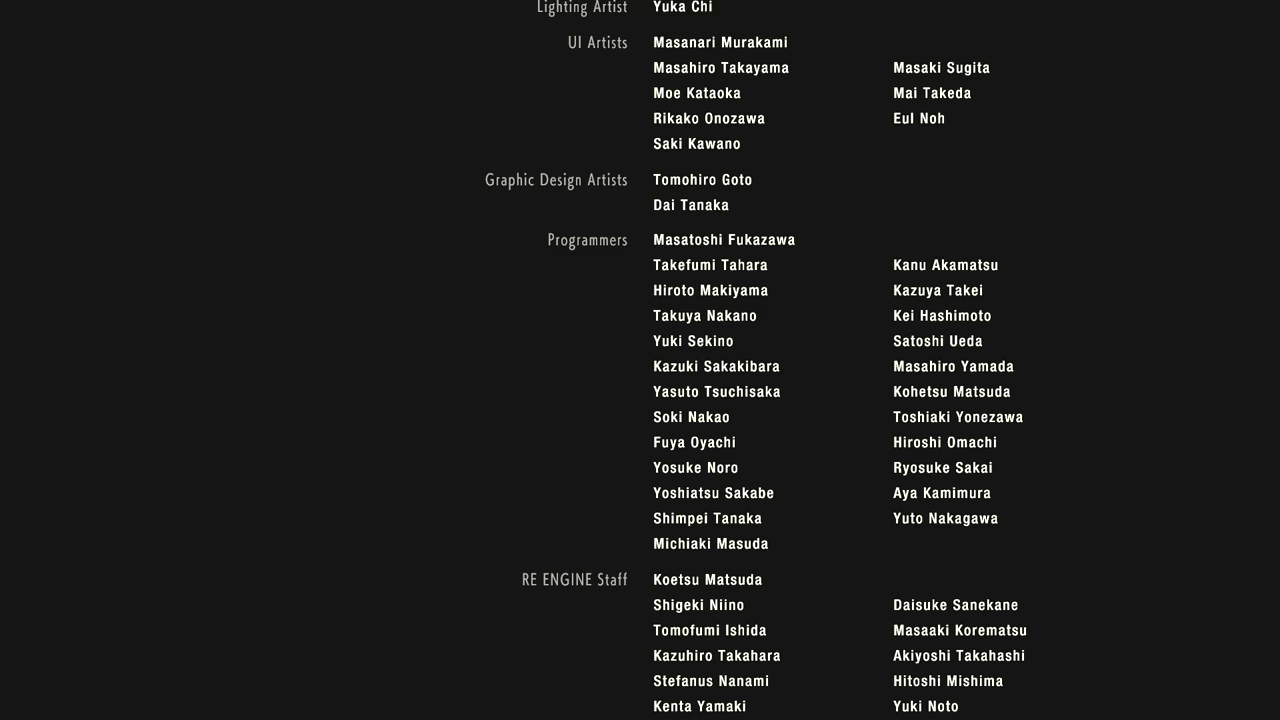 Lighting Artist Yuka Chi
UI Artists Masanari Murakami
Masahiro Takayama Masaki Sugita
Moe Kataoka Mai Takeda
Rikako Onozawa Eul Noh
Saki Kawano
Graphic Design Artists Tomohiro Goto
Dai Tanaka
Programmers Masatoshi Fukazawa
Takefumi Tahara Kanu Akamatsu
Hiroto Makiyama Kazuya Takei
Takuya Nakano Kei Hashimoto
Yuki Sekino Satoshi Ueda
Kazuki Sakakibara Masahiro Yamada
Yasuto Tsuchisaka Kohetsu Matsuda
Soki Nakao Toshiaki Yonezawa
Fuya Oyachi Hiroshi Omachi
Yosuke Noro Ryosuke Sakai
Yoshiatsu Sakabe Aya Kamimura
Shimpei Tanaka Yuto Nakagawa
Michiaki Masuda
RE ENGINE Staff Koetsu Matsuda
Shigeki Niino Daisuke Sanekane
Tomofumi Ishida Masaaki Korematsu
Kazuhiro Takahara Akiyoshi Takahashi
Stefanus Nanami Hitoshi Mishima
Kenta Yamaki Yuki Noto